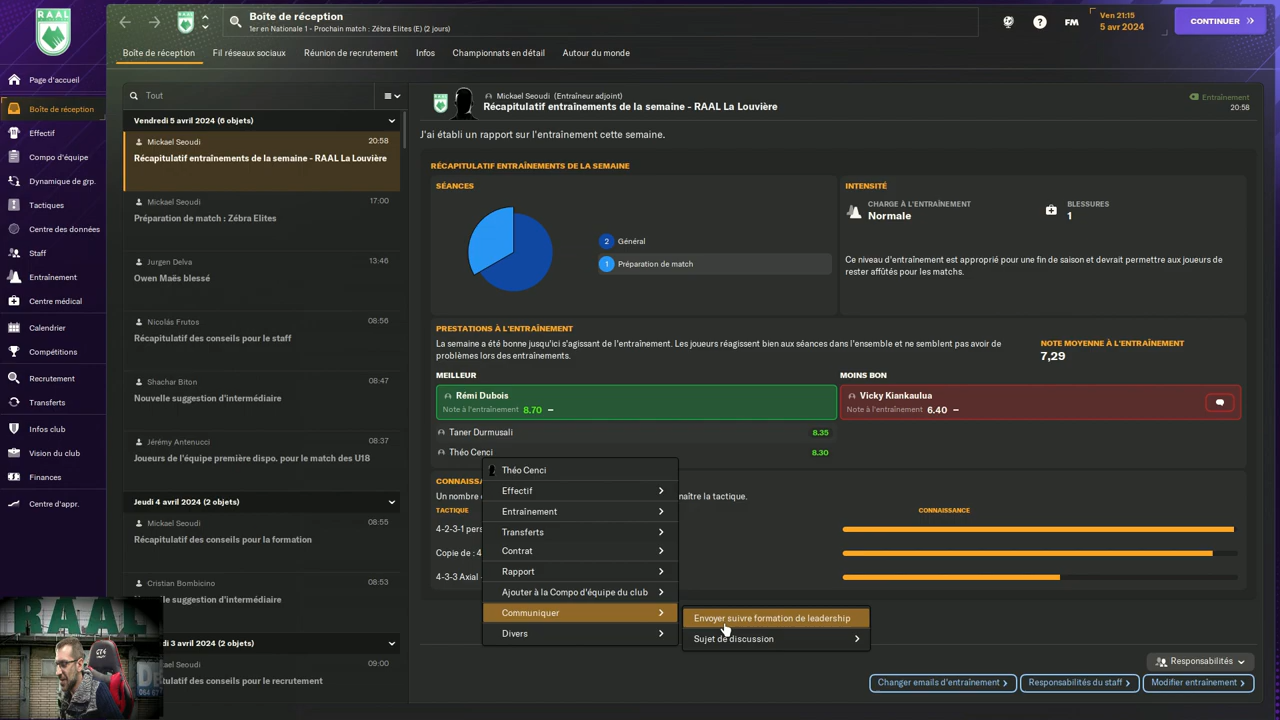 RAAL
Boîte de réception
1er en Nationale 1 - Prochain match : Zébra Elites (E) (2 jours)
FM
Ven 21:15
5 avr 2024
CONTINUER
Boîte de réception
Fil réseaux sociaux
Réunion de recrutement
Infos
Championnats en détail
Autour du monde
Page d'accueil
Boîte de réception
Effectif
Compo d'équipe
Dynamique de grp.
Tactiques
Centre des données
Staff
Entraînement
Centre médical
Calendrier
Compétitions
Recrutement
Transferts
Infos club
Vision du club
Finances
Centre d'appr.
Tout
Vendredi 5 avril 2024 (6 objets)
Mickael Seoudi 20:58
Récapitulatif entraînements de la semaine - RAAL La Louvière
Mickael Seoudi 17:00
Préparation de match : Zébra Elites
Jurgen Delva 13:46
Owen Maës blessé
Nicolás Frutos 08:56
Récapitulatif des conseils pour le staff
Shachar Biton 08:47
Nouvelle suggestion d'intermédiaire
Jérémy Antenucci 08:37
Joueurs de l'équipe première dispo. pour le match des U18
Jeudi 4 avril 2024 (2 objets)
Mickael Seoudi 08:55
Récapitulatif des conseils pour la formation
Cristian Bombicino 08:53
elle suggestion d'intermédiaire
di 3 avril 2024 (2 objets)
Mickael Seoudi 09:00
tulatif des conseils pour le recrutement
Mickael Seoudi (Entraîneur adjoint)
Récapitulatif entraînements de la semaine - RAAL La Louvière
Entraînement
20:58
J'ai établi un rapport sur l'entraînement cette semaine.
RÉCAPITULATIF ENTRAÎNEMENTS DE LA SEMAINE
SÉANCES
2 Général
1 Préparation de match
INTENSITÉ
CHARGE À L'ENTRAÎNEMENT
Normale
BLESSURES
1
Ce niveau d'entraînement est approprié pour une fin de saison et devrait permettre aux joueurs de
rester affûtés pour les matchs.
PRESTATIONS À L'ENTRAÎNEMENT
La semaine a été bonne jusqu'ici s'agissant de l'entraînement. Les joueurs réagissent bien aux séances dans l'ensemble et ne semblent pas avoir de
problèmes lors des entraînements.
NOTE MOYENNE À L'ENTRAÎNEMENT
7,29
MEILLEUR
Rémi Dubois
Note à l'entraînement 8.70 –
Taner Durmusali 8.35
Théo Cenci 8.30
MOINS BON
Vicky Kiankaulua
Note à l'entraînement 6.40 –
CONNAISSA
Un nombre naître la tactique.
TACTIQUE CONNAISSANCE
4-2-3-1 pers
Copie de : 4
4-3-3 Axial
Théo Cenci
Effectif
Entraînement
Transferts
Contrat
Rapport
Ajouter à la Compo d'équipe du club
Communiquer
Divers
Envoyer suivre formation de leadership
Sujet de discussion
Responsabilités
Changer emails d'entraînement
Responsabilités du staff
Modifier entraînement
RAAL